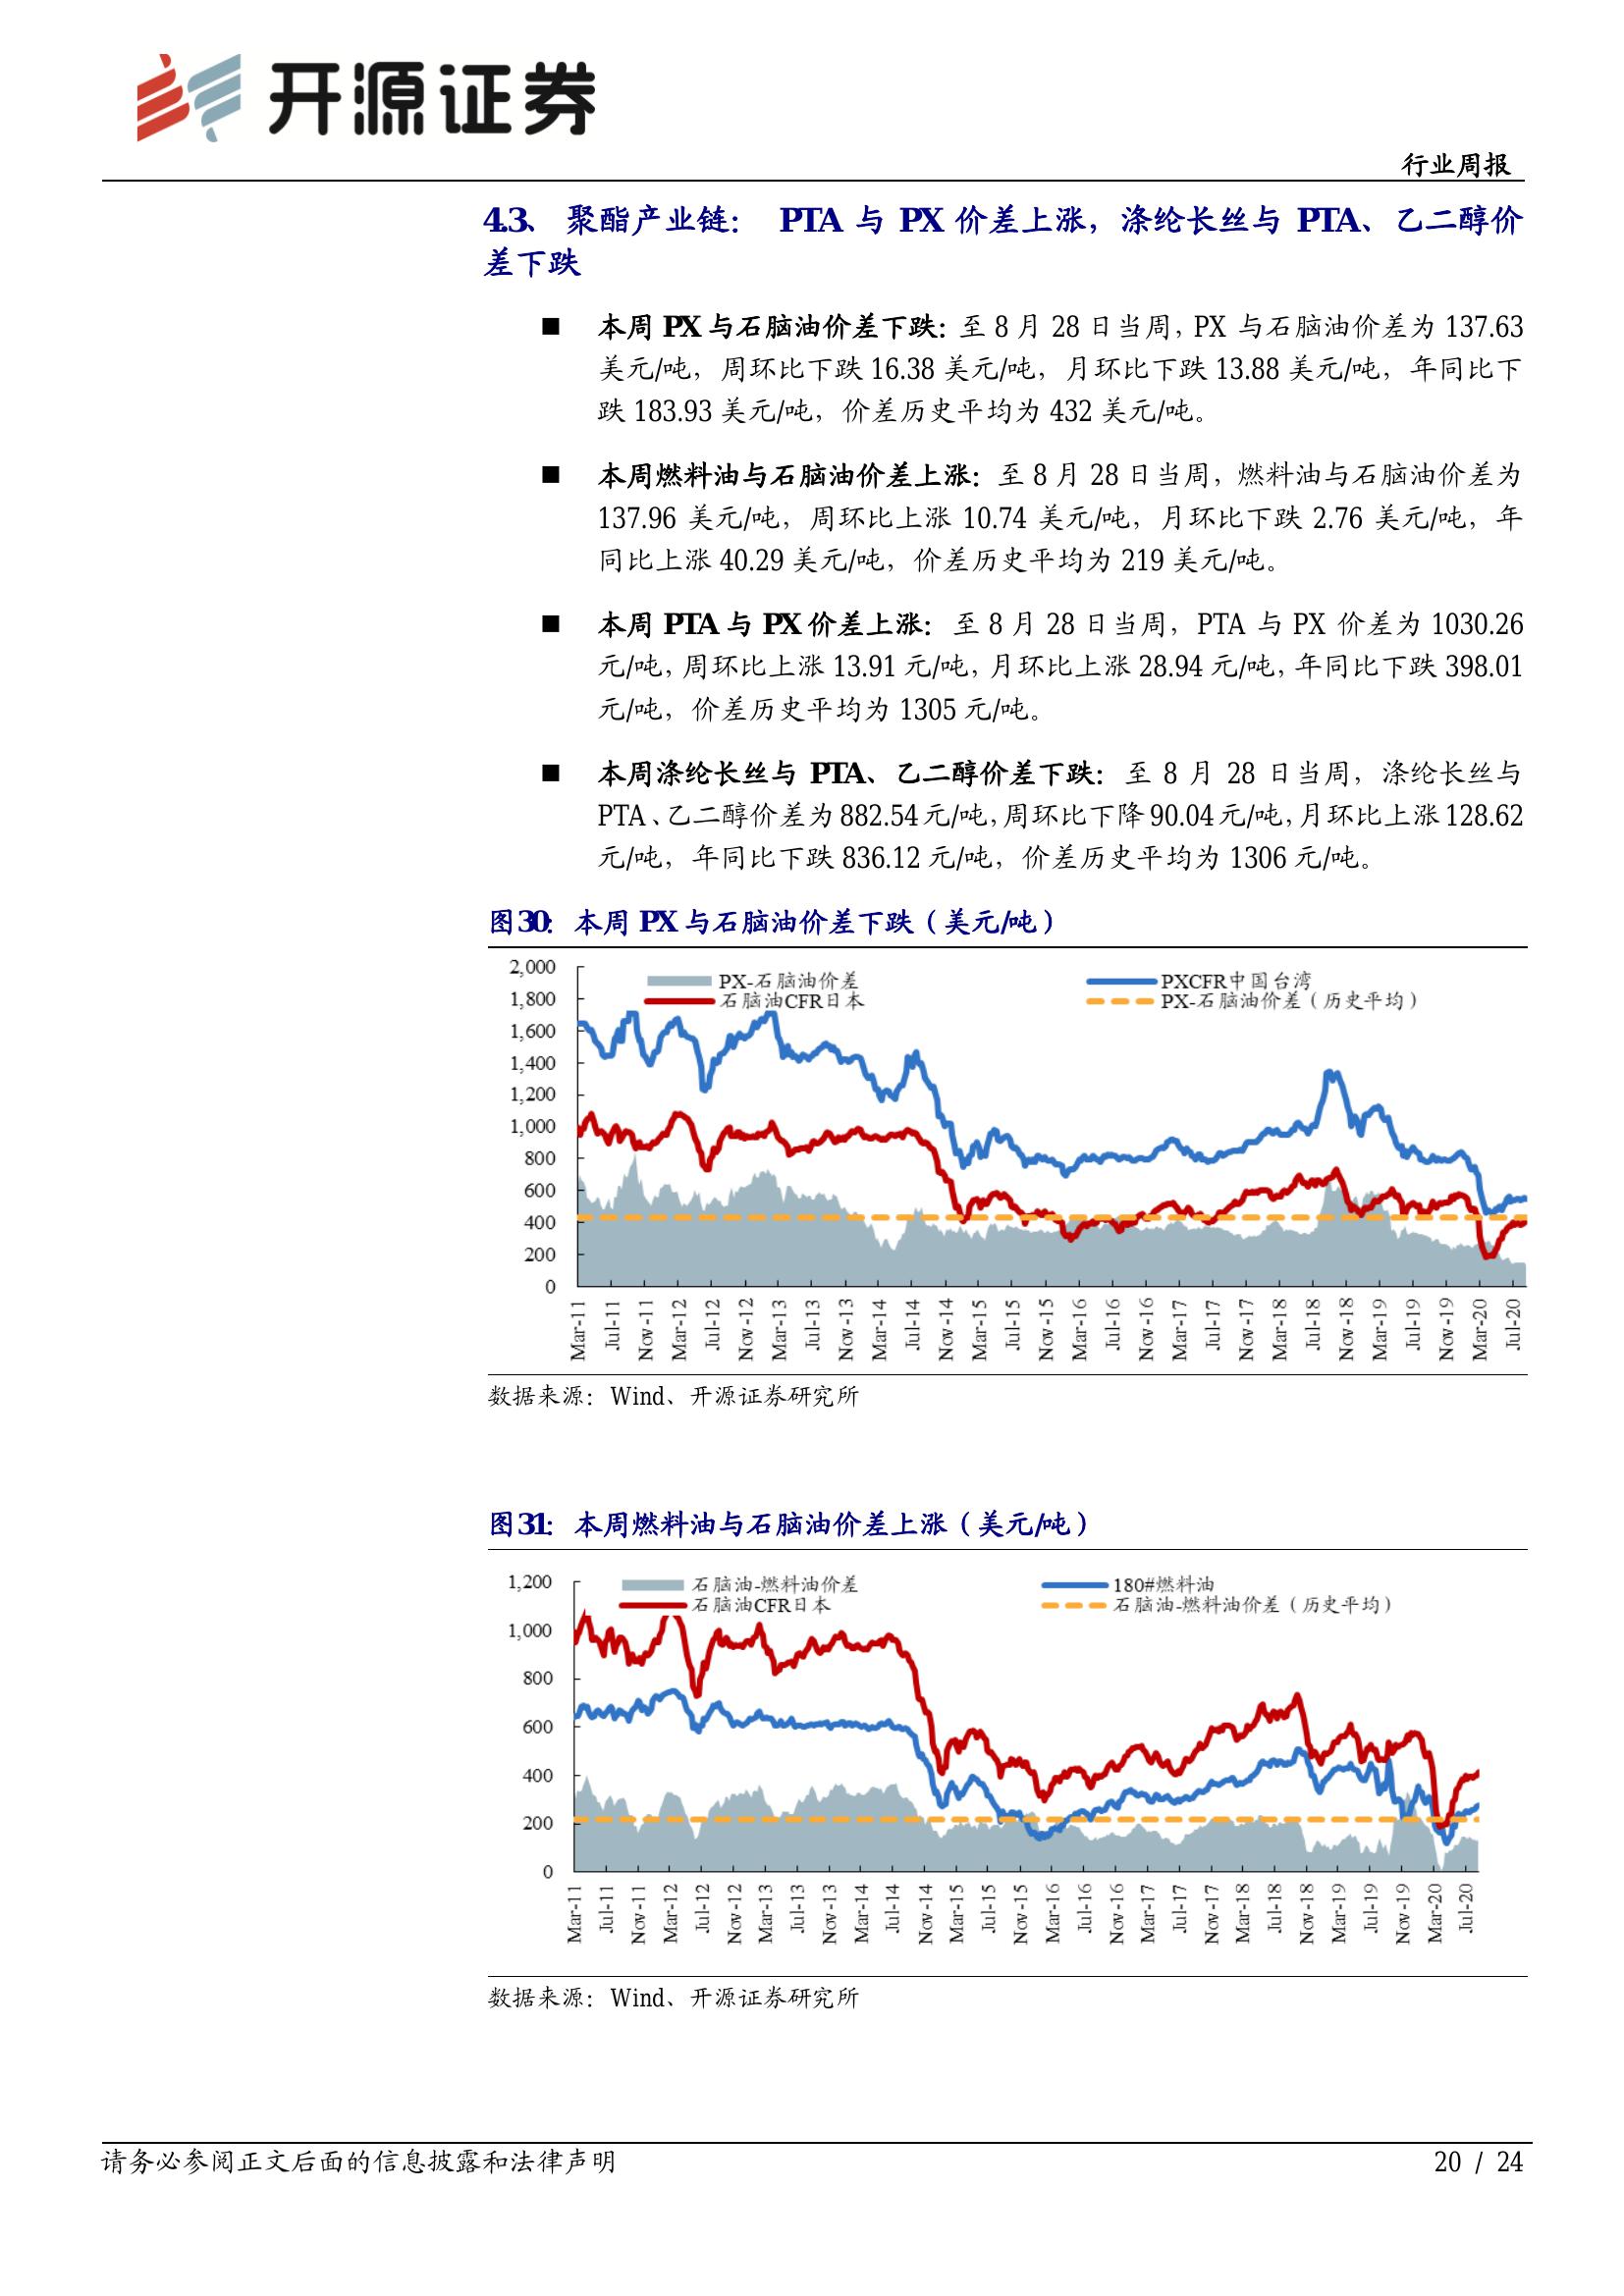 开源证券
行业周报
4.3、 聚酯产业链： PTA 与 PX 价差上涨，涤纶长丝与 PTA、乙二醇价
差下跌
■ 本周 PX 与石脑油价差下跌：至 8 月 28 日当周，PX 与石脑油价差为 137.63
美元/吨，周环比下跌 16.38 美元/吨，月环比下跌 13.88 美元/吨，年同比下
跌 183.93 美元/吨，价差历史平均为 432 美元/吨。
■ 本周燃料油与石脑油价差上涨：至 8 月 28 日当周，燃料油与石脑油价差为
137.96 美元/吨，周环比上涨 10.74 美元/吨，月环比下跌 2.76 美元/吨，年
同比上涨 40.29 美元/吨，价差历史平均为 219 美元/吨。
■ 本周 PTA 与 PX 价差上涨：至 8 月 28 日当周，PTA 与 PX 价差为 1030.26
元/吨，周环比上涨 13.91 元/吨，月环比上涨 28.94 元/吨，年同比下跌 398.01
元/吨，价差历史平均为 1305 元/吨。
■ 本周涤纶长丝与 PTA、乙二醇价差下跌：至 8 月 28 日当周，涤纶长丝与
PTA、乙二醇价差为 882.54 元/吨，周环比下降 90.04 元/吨，月环比上涨 128.62
元/吨，年同比下跌 836.12 元/吨，价差历史平均为 1306 元/吨。
图30： 本周 PX 与石脑油价差下跌（美元/吨）
PX-石脑油价差 PXCFR中国台湾
石脑油CFR日本 PX-石脑油价差（历史平均）
2,000
1,800
1,600
1,400
1,200
1,000
800
600
400
200
0
Mar-11 Jul-11 Nov-11 Mar-12 Jul-12 Nov-12 Mar-13 Jul-13 Nov-13 Mar-14 Jul-14 Nov-14 Mar-15 Jul-15 Nov-15 Mar-16 Jul-16 Nov-16 Mar-17 Jul-17 Nov-17 Mar-18 Jul-18 Nov-18 Mar-19 Jul-19 Nov-19 Mar-20 Jul-20
数据来源：Wind、开源证券研究所
图31： 本周燃料油与石脑油价差上涨（美元/吨）
石脑油-燃料油价差 180#燃料油
石脑油CFR日本 石脑油-燃料油价差（历史平均）
1,200
1,000
800
600
400
200
0
Mar-11 Jul-11 Nov-11 Mar-12 Jul-12 Nov-12 Mar-13 Jul-13 Nov-13 Mar-14 Jul-14 Nov-14 Mar-15 Jul-15 Nov-15 Mar-16 Jul-16 Nov-16 Mar-17 Jul-17 Nov-17 Mar-18 Jul-18 Nov-18 Mar-19 Jul-19 Nov-19 Mar-20 Jul-20
数据来源：Wind、开源证券研究所
请务必参阅正文后面的信息披露和法律声明
20 / 24